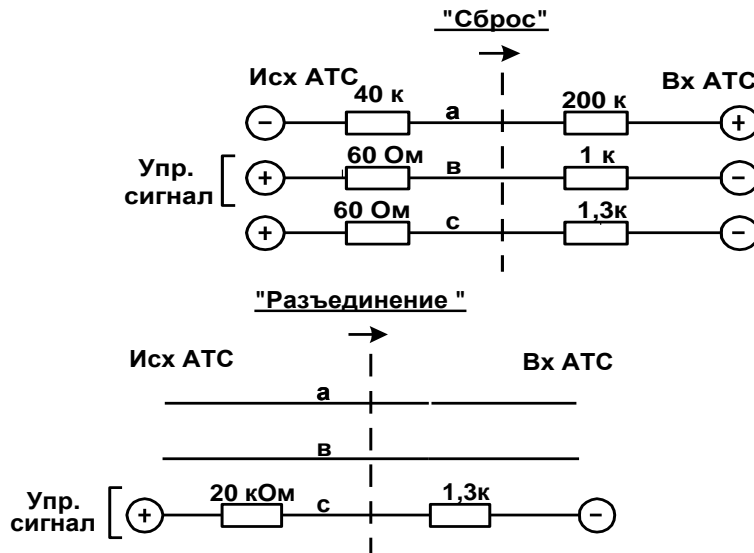 "Сброс"
Исх АТС
Вх АТС
40 к
а
200 к
Упр.
сигнал
60 Ом
в
1 к
60 Ом
с
1,3к
"Разъединение "
Исх АТС
Вх АТС
а
в
Упр.
сигнал
20 кОм
с
1,3к